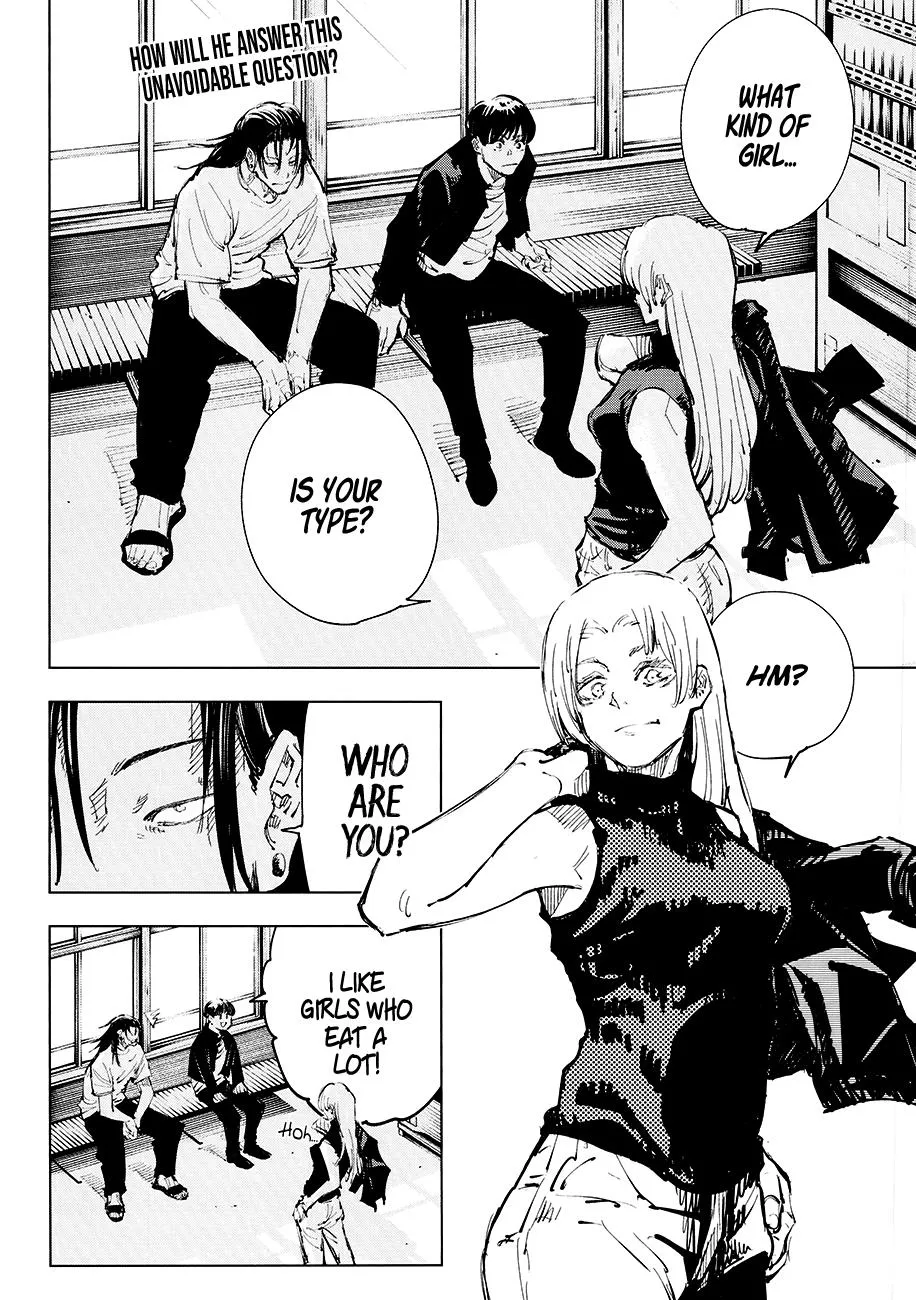 HOW WILL HE ANSWER THIS
UNAVOIDABLE QUESTION?
WHAT
KIND OF
GIRL...
IS YOUR
TYPE?
HM?
WHO
ARE
YOU?
I LIKE
GIRLS WHO
EAT A
LOT!
HOH...